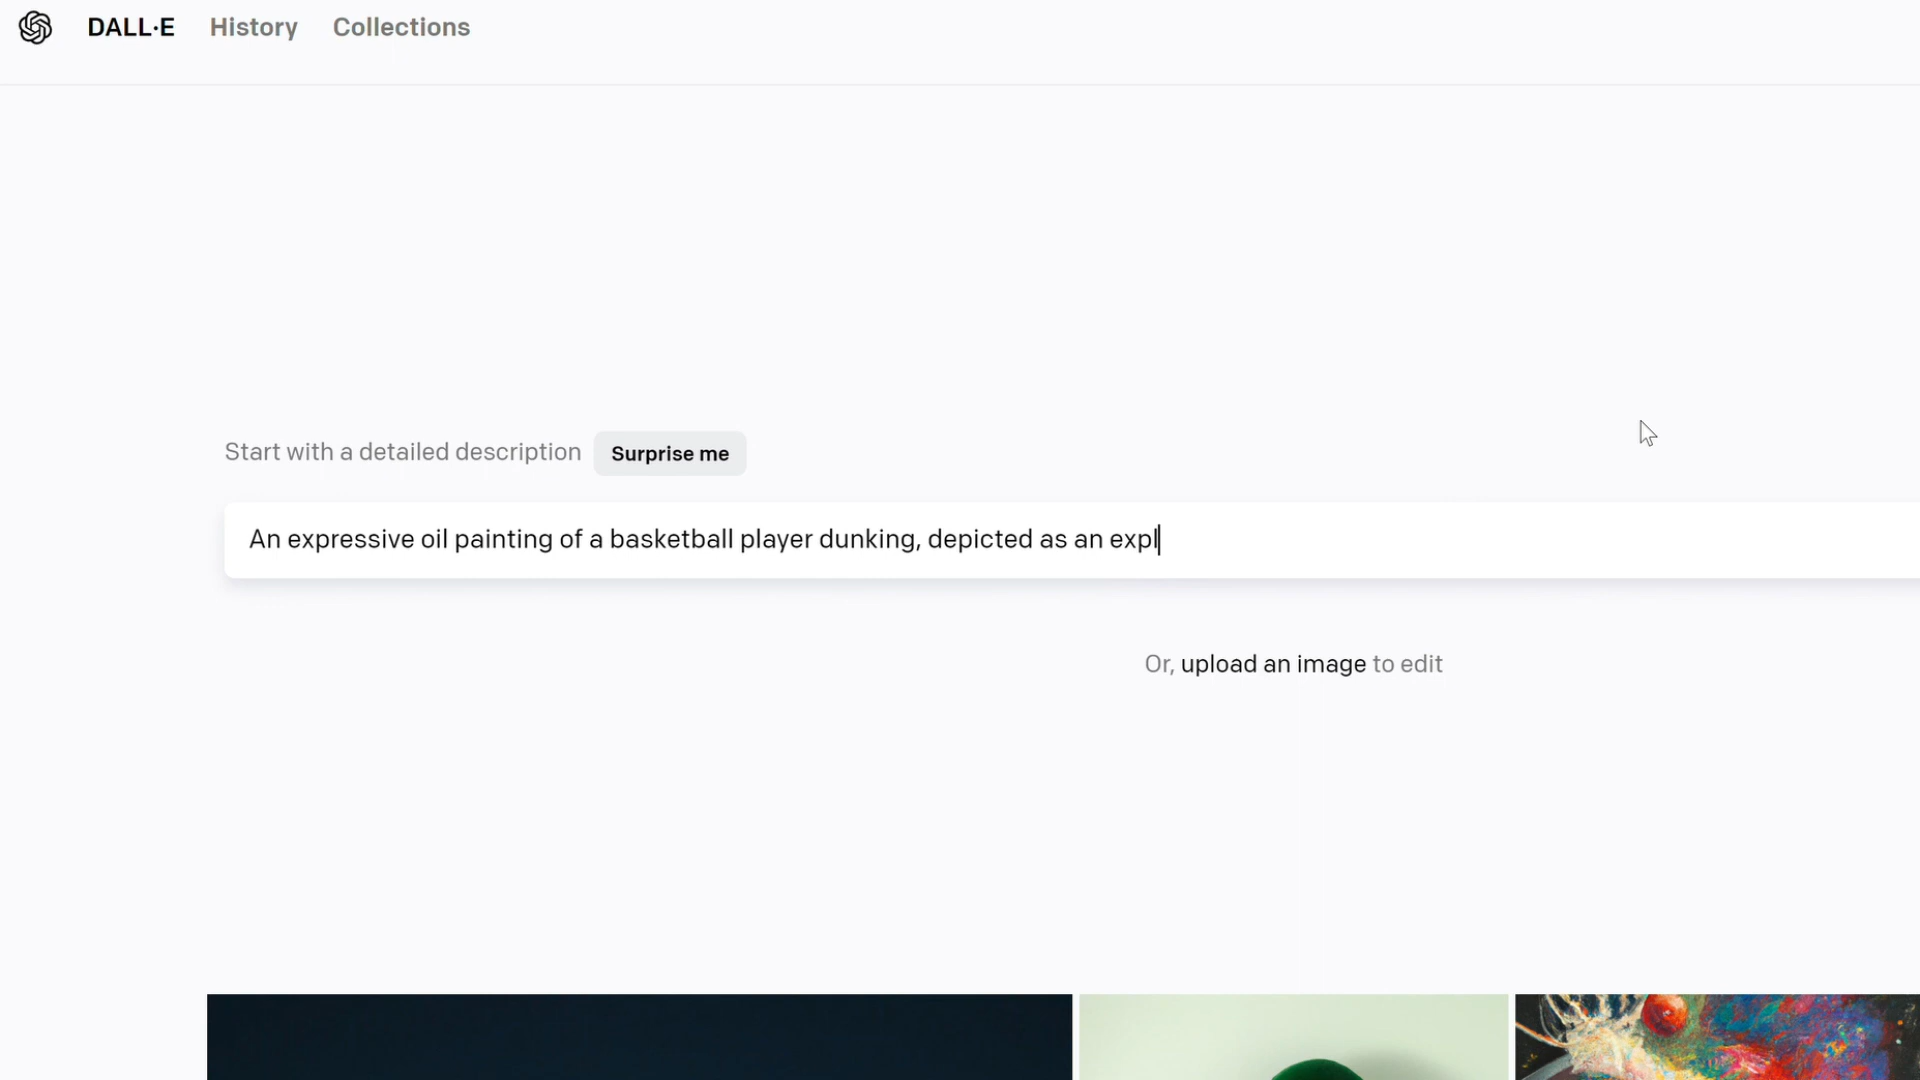 DALL·E History Collections
Start with a detailed description Surprise me
An expressive oil painting of a basketball player dunking, depicted as an expl
Or, upload an image to edit